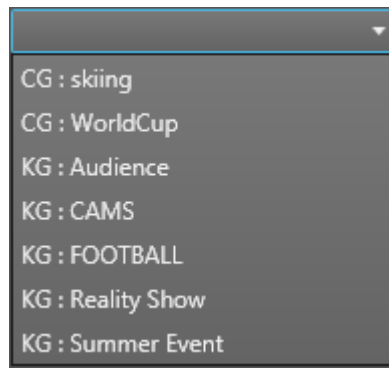 CG : skiing
CG : WorldCup
KG : Audience
KG : CAMS
KG : FOOTBALL
KG : Reality Show
KG : Summer Event